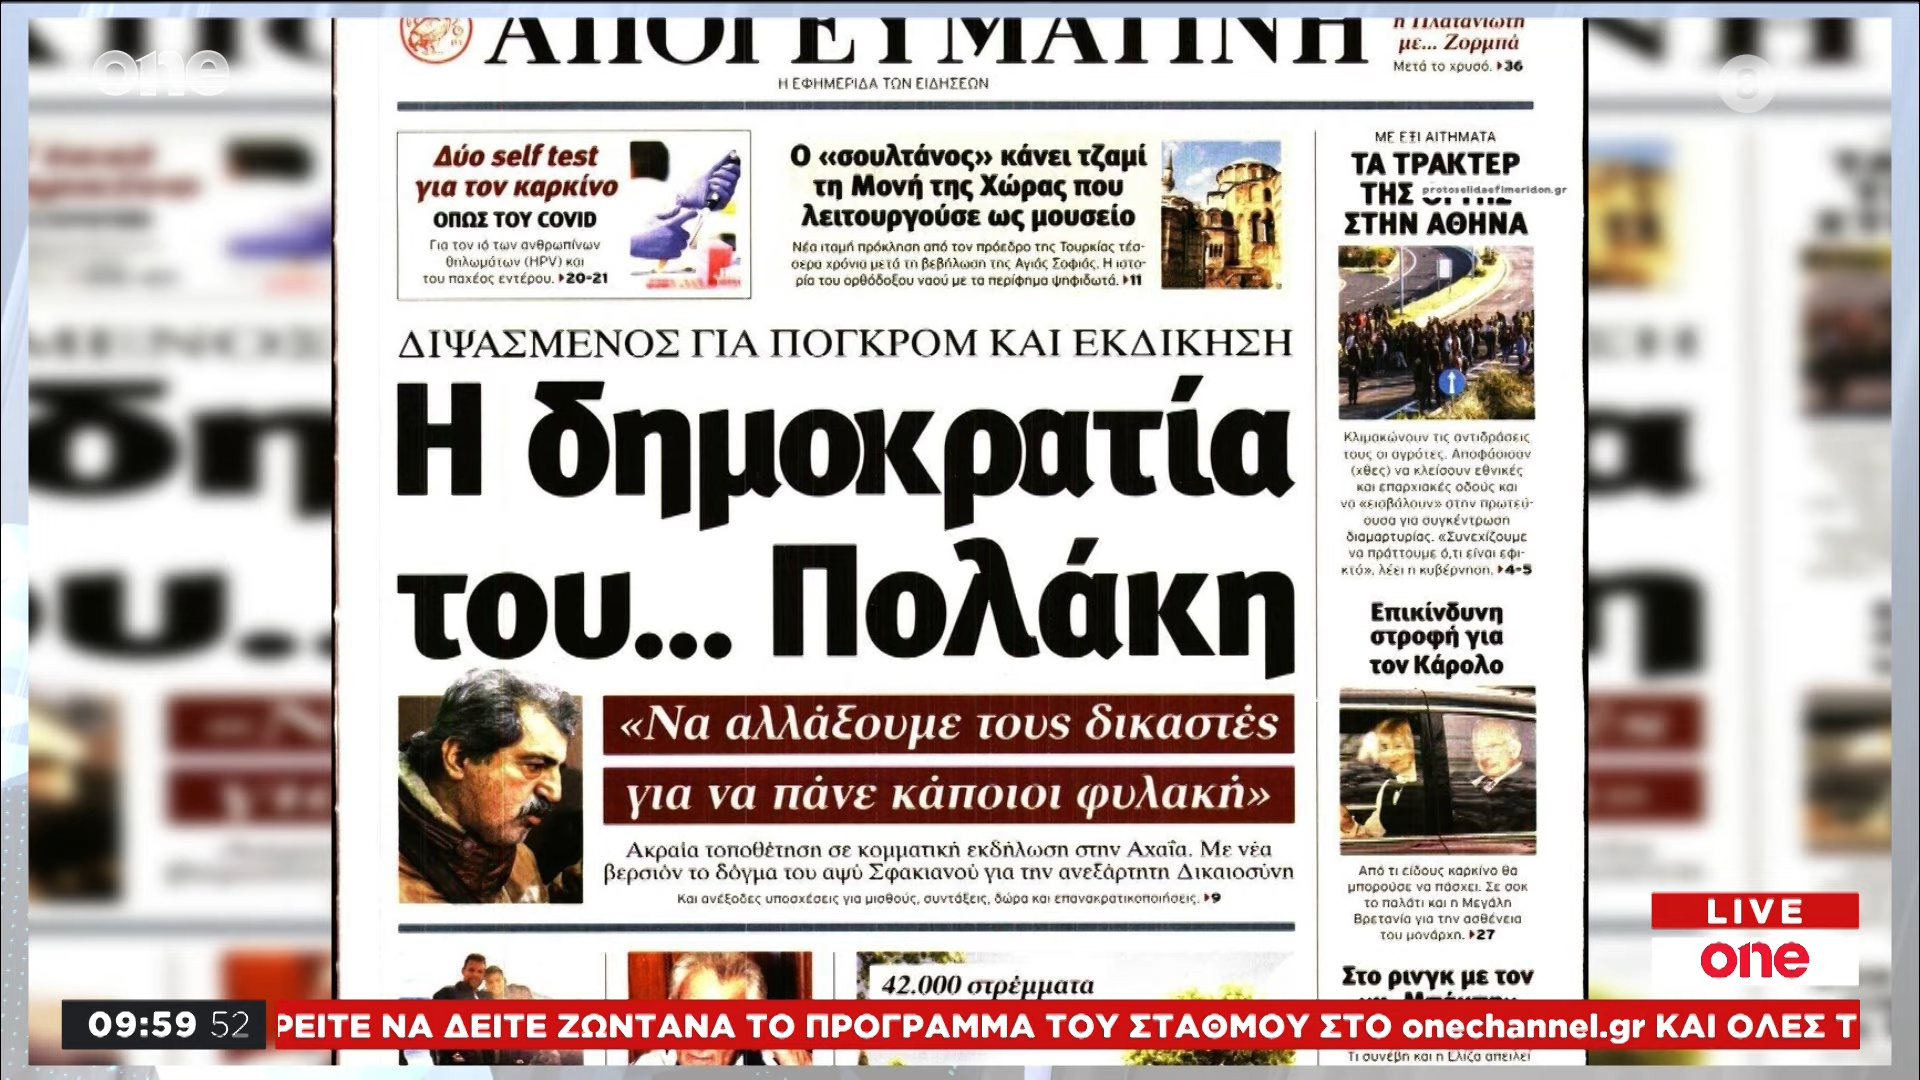 one
ΑΠΟΓΕΥΜΑΤΙΝΗ
Η ΕΦΗΜΕΡΙΔΑ ΤΩΝ ΕΙΔΗΣΕΩΝ
η Πλατανιώτη
με... Ζορμπά
Μετά το χρυσό. 36
8
Δύο self test
για τον καρκίνο
ΟΠΩΣ ΤΟΥ COVID
Για τον ιό των ανθρωπίνων
θηλωμάτων (HPV) και
του παχέος εντέρου. 20-21
Ο «σουλτάνος» κάνει τζαμί
τη Μονή της Χώρας που
λειτουργούσε ως μουσείο
Νέα ιταμή πρόκληση από τον πρόεδρο της Τουρκίας τέσ-
σερα χρόνια μετά τη βεβήλωση της Αγιάς Σοφιάς. Η ιστο-
ρία του ορθόδοξου ναού με τα περίφημα ψηφιδωτά. 11
ΜΕ ΕΞΙ ΑΙΤΗΜΑΤΑ
ΤΑ ΤΡΑΚΤΕΡ
ΤΗΣ
protoselidaefimeridon.gr
ΣΤΗΝ ΑΘΗΝΑ
Κλιμακώνουν τις αντιδράσεις
τους οι αγρότες. Αποφάσισαν
(χθες) να κλείσουν εθνικές
και επαρχιακές οδούς και
να «εισβάλουν» στην πρωτεύ-
ουσα για συγκέντρωση
διαμαρτυρίας. «Συνεχίζουμε
να πράττουμε ό,τι είναι εφι-
κτό», λέει η κυβέρνηση. 4-5
ΔΙΨΑΣΜΕΝΟΣ ΓΙΑ ΠΟΓΚΡΟΜ ΚΑΙ ΕΚΔΙΚΗΣΗ
Η δημοκρατία
του... Πολάκη
«Να αλλάξουμε τους δικαστές
για να πάνε κάποιοι φυλακή»
Ακραία τοποθέτηση σε κομματική εκδήλωση στην Αχαΐα. Με νέα
βερσιόν το δόγμα του αψύ Σφακιανού για την ανεξάρτητη Δικαιοσύνη
Και ανέξοδες υποσχέσεις για μισθούς, συντάξεις, δώρα και επανακρατικοποιήσεις. 9
Επικίνδυνη
στροφή για
τον Κάρολο
Από τι είδους καρκίνο θα
μπορούσε να πάσχει. Σε σοκ
το παλάτι και η Μεγάλη
Βρετανία για την ασθένεια
του μονάρχη. 27
Στο ρινγκ με τον
Τι συνέβη και η Ελίζα απειλεί
42.000 στρέμματα
LIVE
one
09:59 52
ΡΕΙΤΕ ΝΑ ΔΕΙΤΕ ΖΩΝΤΑΝΑ ΤΟ ΠΡΟΓΡΑΜΜΑ ΤΟΥ ΣΤΑΘΜΟΥ ΣΤΟ onechannel.gr ΚΑΙ ΟΛΕΣ Τ